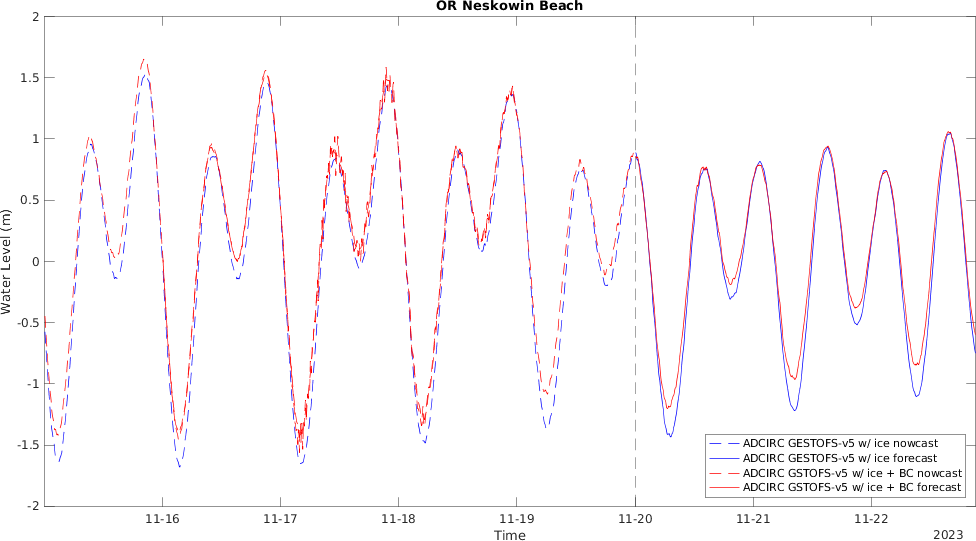 OR Neskowin Beach
2
1.5
1
0.5
0
-0.5
-1
-1.5
-2
Water Level (m)
11-16
11-17
11-18
11-19
11-20
11-21
11-22
Time
2023
ADCIRC GESTOFS-v5 w/ ice nowcast
ADCIRC GESTOFS-v5 w/ ice forecast
ADCIRC GSTOFS-v5 w/ ice + BC nowcast
ADCIRC GSTOFS-v5 w/ ice + BC forecast